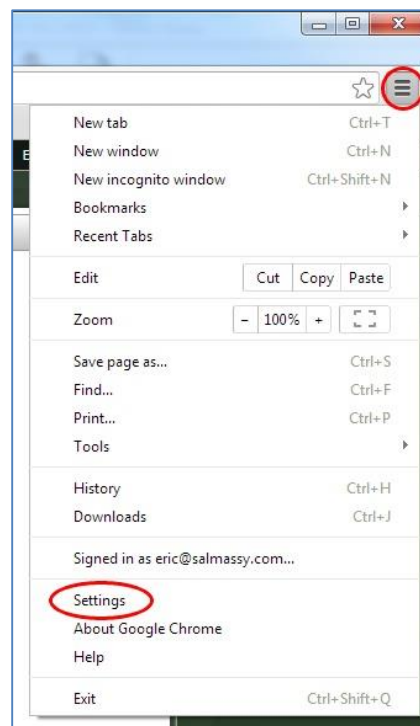 New tab Ctrl+T
E New window Ctrl+N
New incognito window Ctrl+Shift+N
Bookmarks
Recent Tabs
Edit Cut Copy Paste
Zoom - 100% +
Save page as... Ctrl+S
Find... Ctrl+F
Print... Ctrl+P
Tools
History Ctrl+H
Downloads Ctrl+J
Signed in as eric@salmassy.com...
Settings
About Google Chrome
Help
Exit Ctrl+Shift+Q